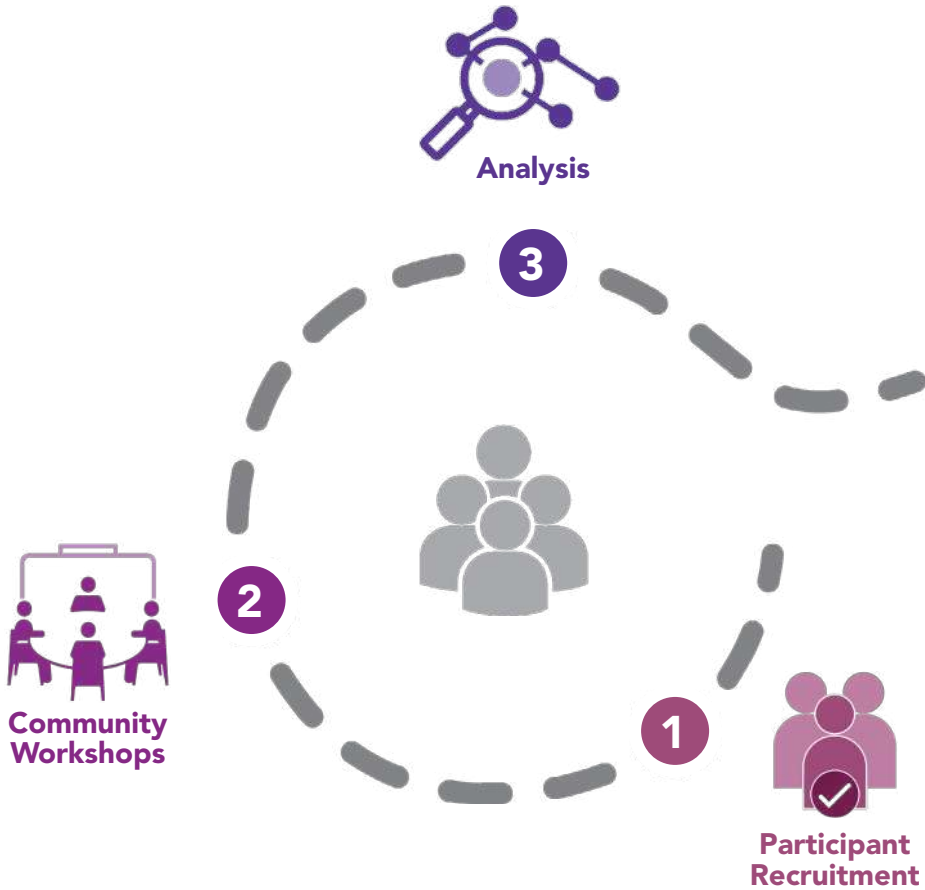 Analysis
3
2
Community
Workshops
1
Participant
Recruitment